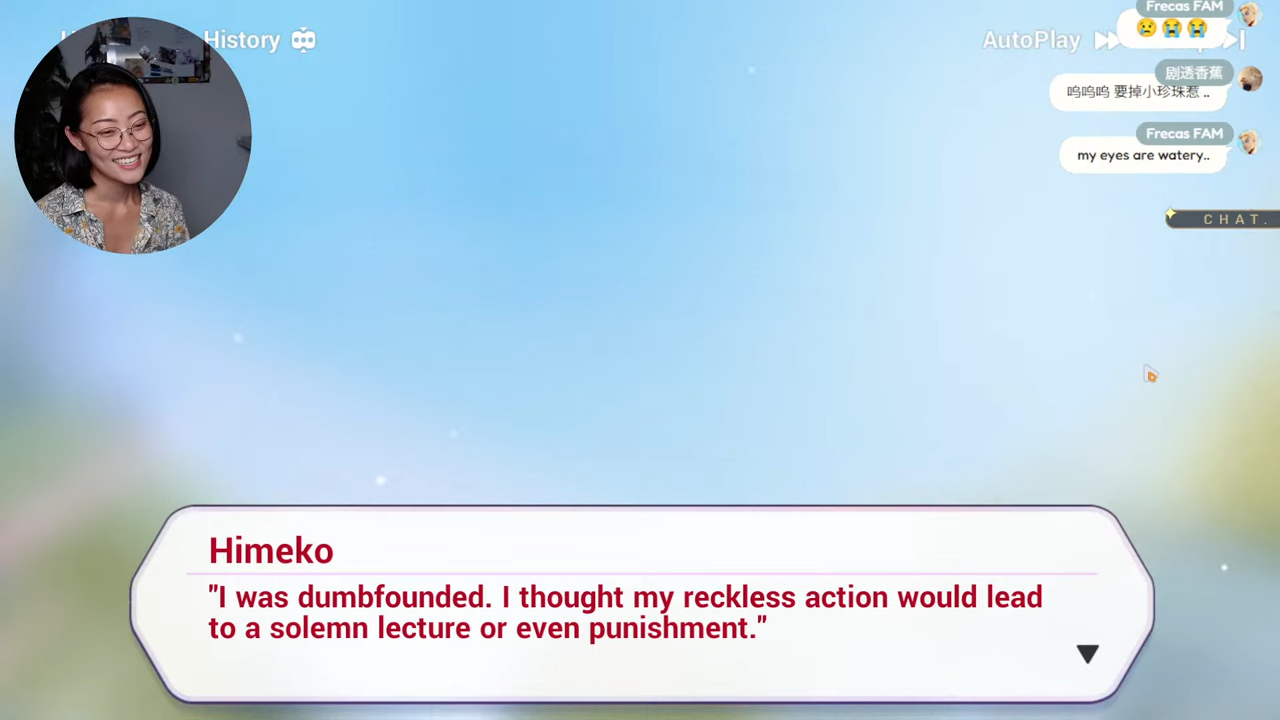 History
AutoPlay
Frecas FAM
😢😭😭
剧透香蕉
呜呜呜 要掉小珍珠惹 ..
Frecas FAM
my eyes are watery..
CHAT.
Himeko
"I was dumbfounded. I thought my reckless action would lead
to a solemn lecture or even punishment."